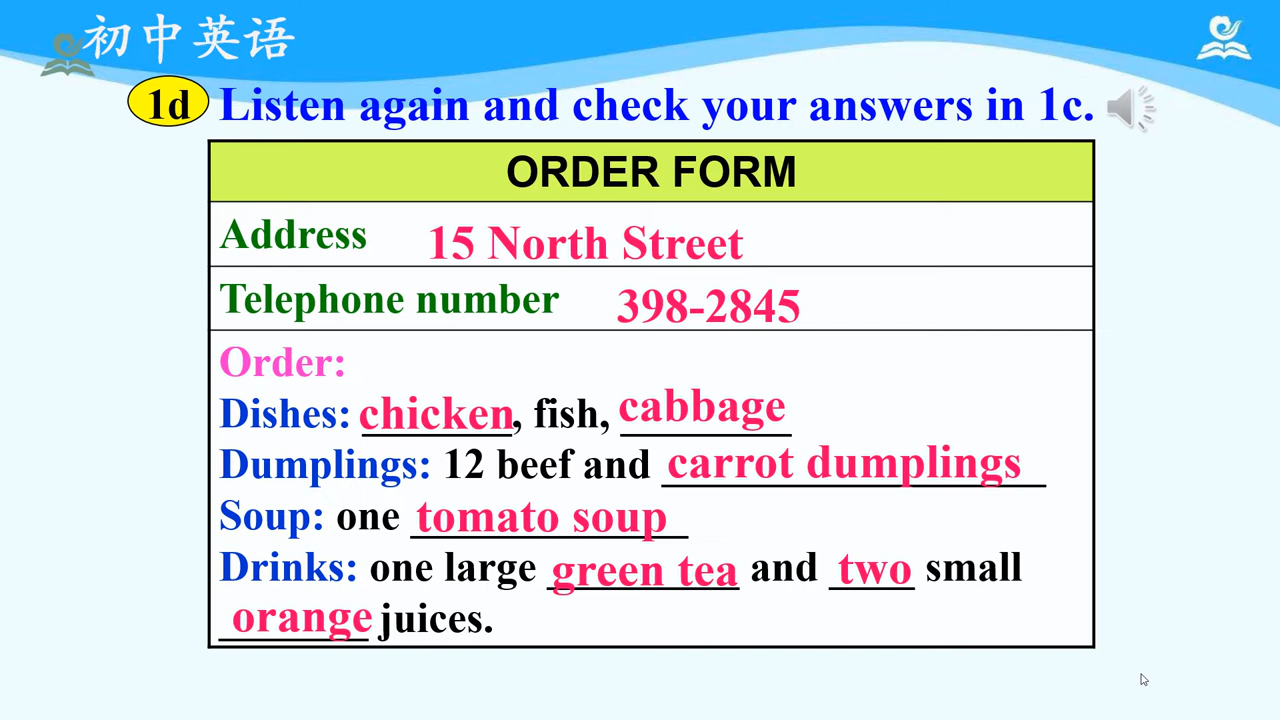 初中英语
1d Listen again and check your answers in 1c.
ORDER FORM
Address 15 North Street
Telephone number 398-2845
Order:
Dishes: chicken, fish, cabbage
Dumplings: 12 beef and carrot dumplings
Soup: one tomato soup
Drinks: one large green tea and two small
orange juices.